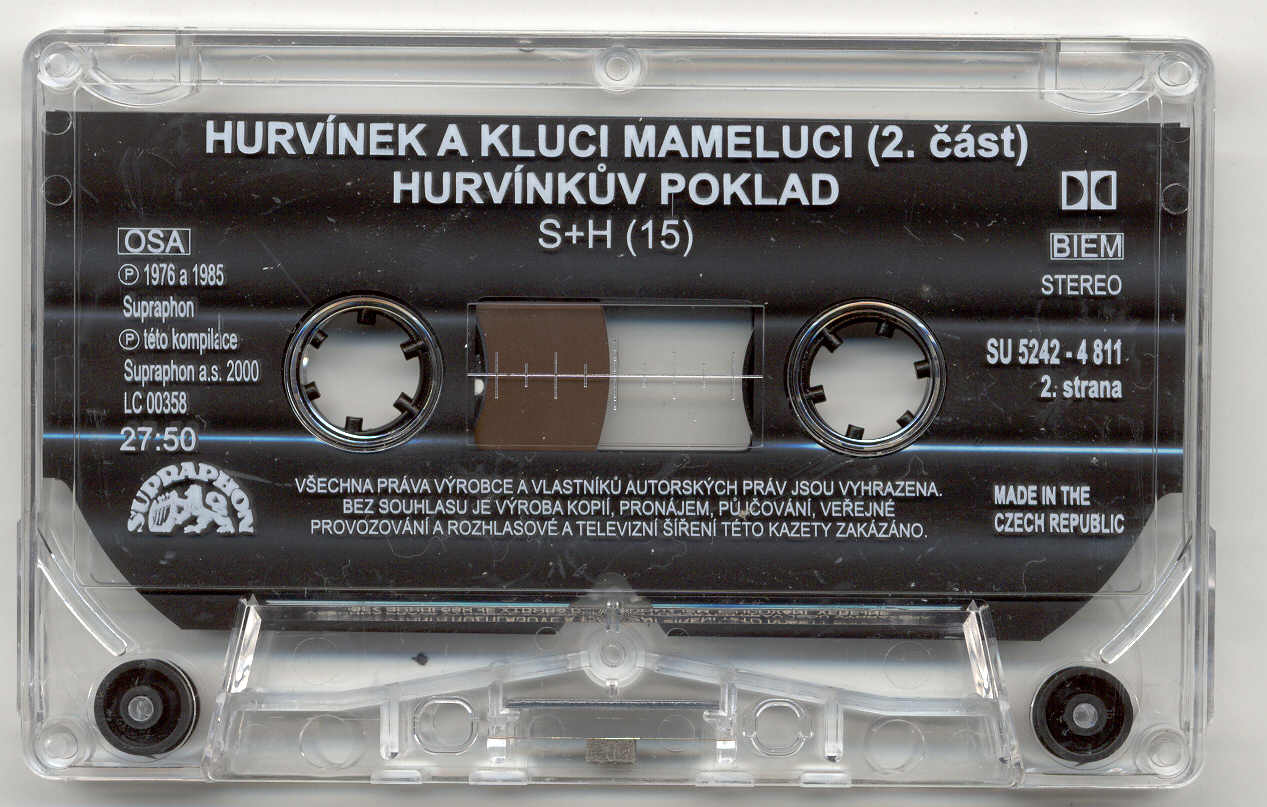 HURVÍNEK A KLUCI MAMELUCI (2. část)
HURVÍNKŮV POKLAD
S+H (15)
OSA
Ⓟ 1976 a 1985
Supraphon
Ⓟ této kompilace
Supraphon a.s. 2000
LC 00358
27:50
SUPRAPHON
BIEM
STEREO
SU 5242 - 4 811
2. strana
VŠECHNA PRÁVA VÝROBCE A VLASTNÍKŮ AUTORSKÝCH PRÁV JSOU VYHRAZENA.
BEZ SOUHLASU JE VÝROBA KOPIÍ, PRONÁJEM, PŮJČOVÁNÍ, VEŘEJNÉ
PROVOZOVÁNÍ A ROZHLASOVÉ A TELEVIZNÍ ŠÍŘENÍ TÉTO KAZETY ZAKÁZÁNO.
MADE IN THE
CZECH REPUBLIC